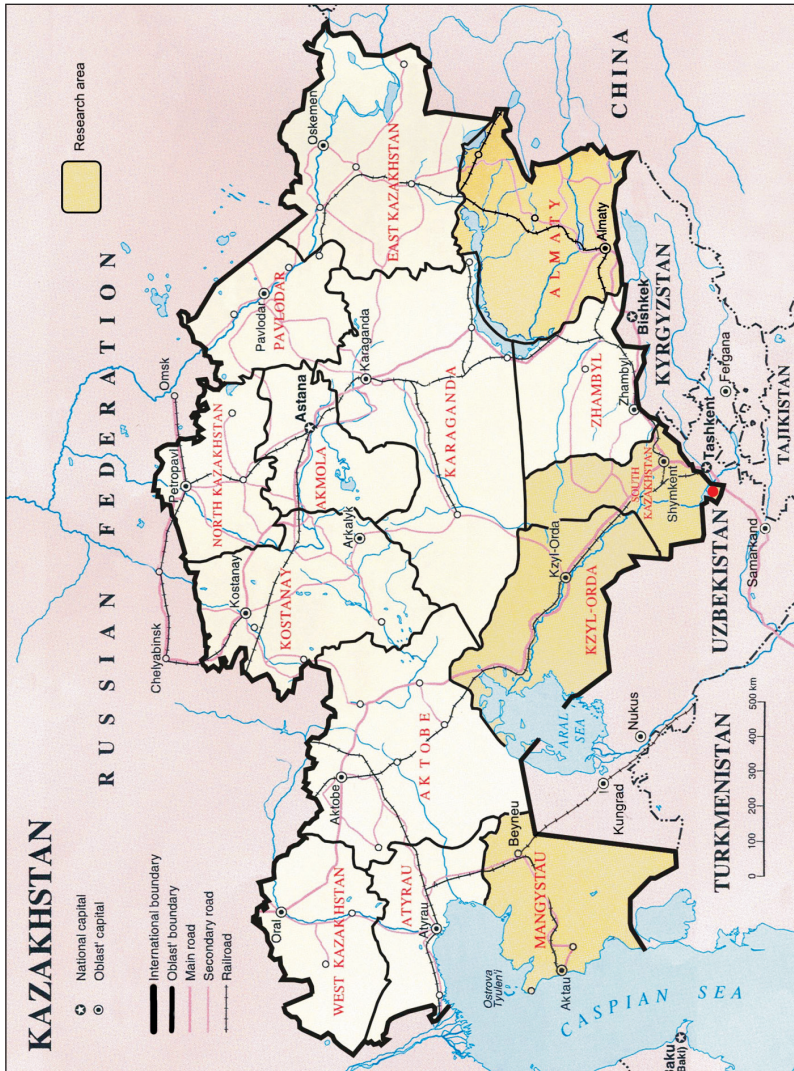 KAZAKHSTAN
National capital
Oblast' capital
International boundary
Oblast' boundary
Main road
Secondary road
Railroad
Research area
RUSSIAN FEDERATION
Chelyabinsk
Omsk
Petropavl
NORTH KAZAKHSTAN
Kostanay
KOSTANAY
Arkalyk
AKMOLA
Astana
Pavlodar
PAVLODAR
Oskemen
EAST KAZAKHSTAN
Karaganda
KARAGANDA
Oral
WEST KAZAKHSTAN
Aktobe
AKTOBE
ATYRAU
Atyrau
Ostrova
Tyulen'i
MANGYSTAU
Beyneu
Aktau
CASPIAN SEA
Baku
(Baki)
ARAL
SEA
KZYL-ORDA
Kzyl-Orda
SOUTH
KAZAKHSTAN
Shymkent
ZHAMBYL
Zhambyl
ALMATY
Almaty
CHINA
Bishkek
KYRGYZSTAN
Tashkent
Fergana
TAJIKISTAN
UZBEKISTAN
Samarkand
Nukus
Kungrad
TURKMENISTAN
0 100 200 300 400 500 km